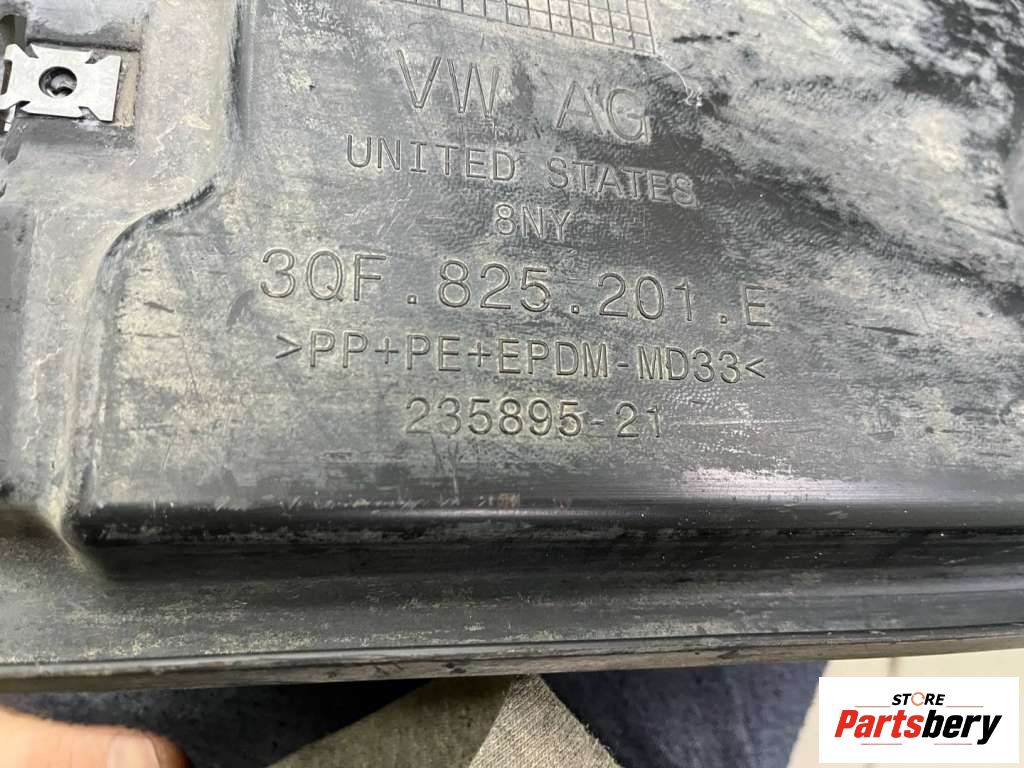 VW AG
UNITED STATES
8NY
3QF.825.201.E
>PP+PE+EPDM-MD33<
235895-21
STORE
Partsbery